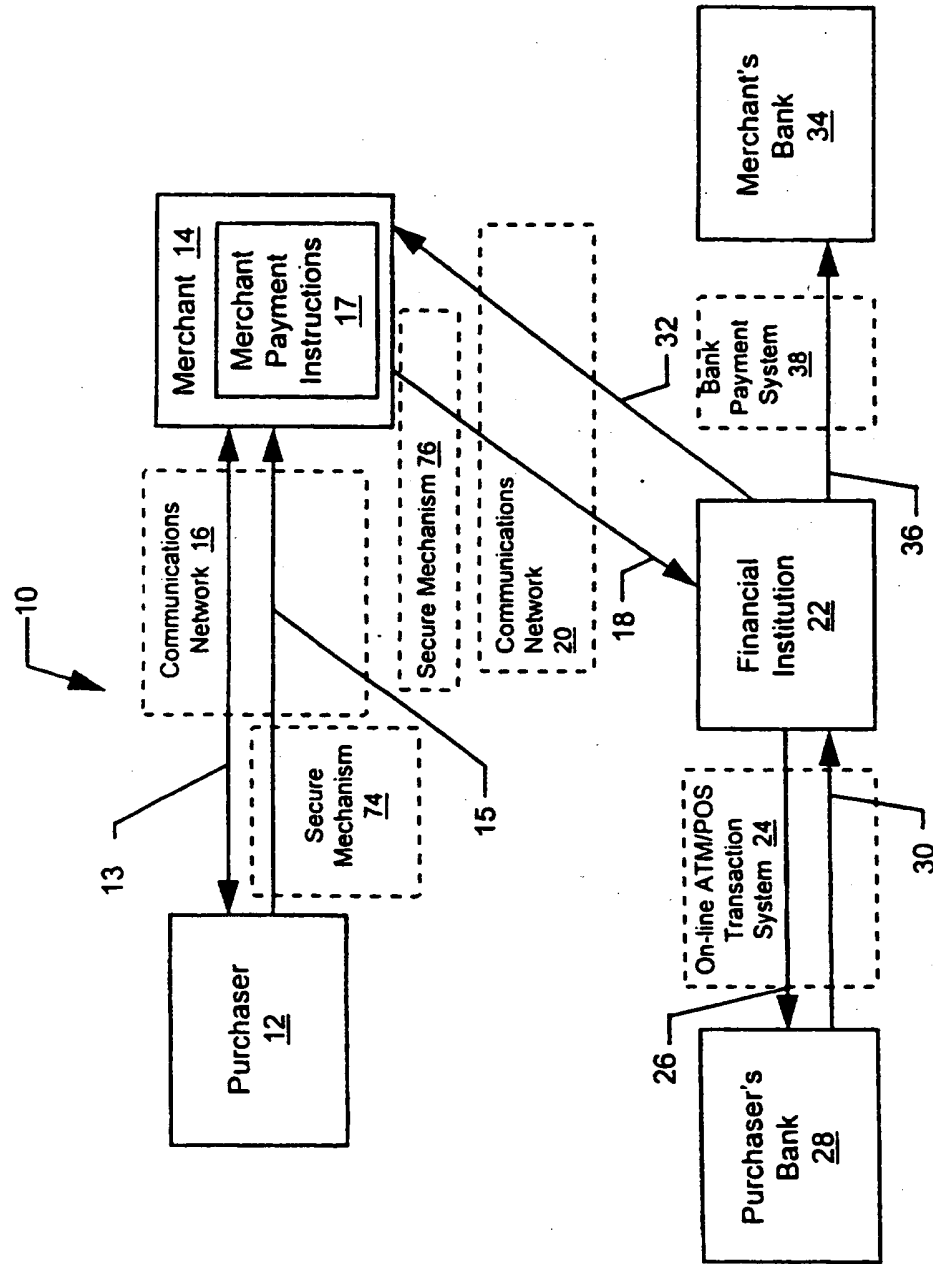 10
Purchaser
12
13
Communications
Network 16
Secure
Mechanism
74
15
Merchant 14
Merchant
Payment
Instructions
17
Secure Mechanism 76
Communications
Network
20
18
32
Purchaser's
Bank
28
26
On-line ATM/POS
Transaction
System 24
30
Financial
Institution
22
36
Bank
Payment
System
38
Merchant's
Bank
34